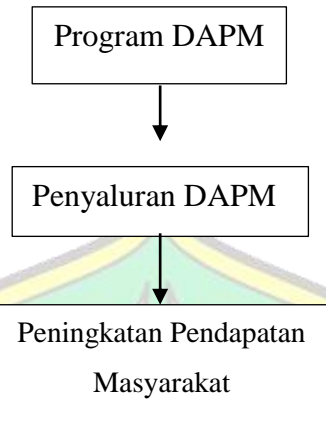 Program DAPM
Penyaluran DAPM
Peningkatan Pendapatan
Masyarakat